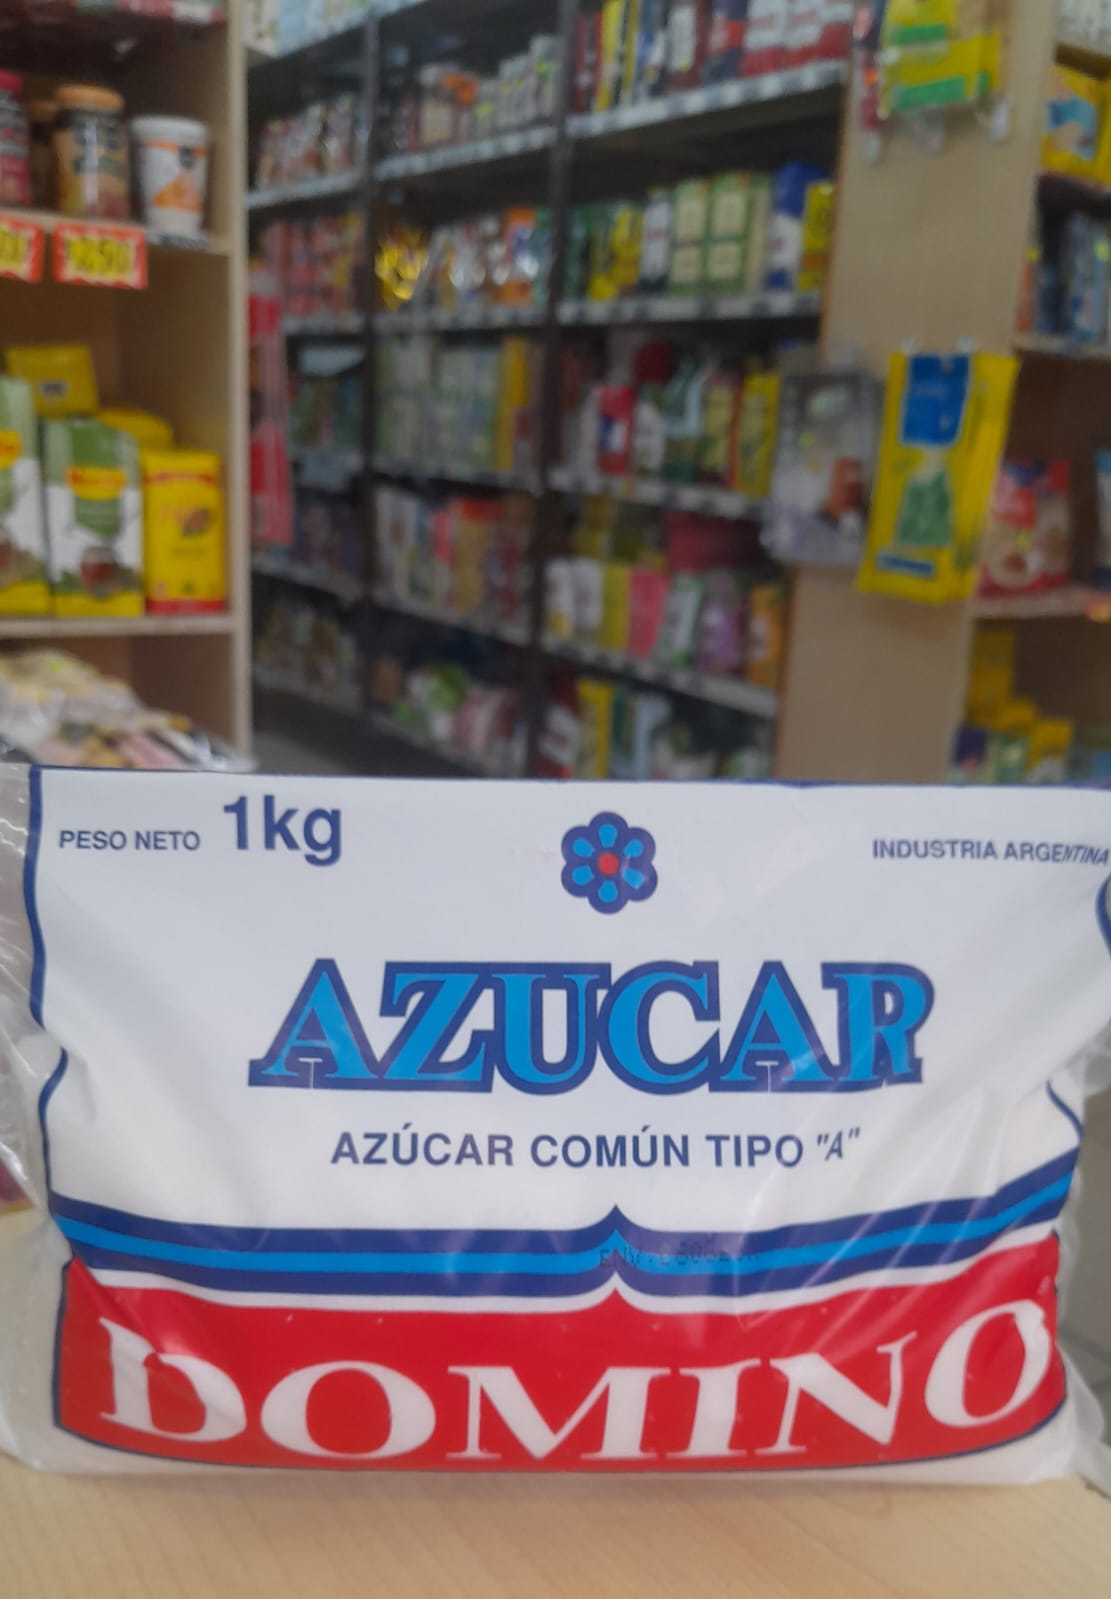 PESO NETO 1kg
INDUSTRIA ARGENTINA
AZUCAR
AZÚCAR COMÚN TIPO "A"
DOMINO